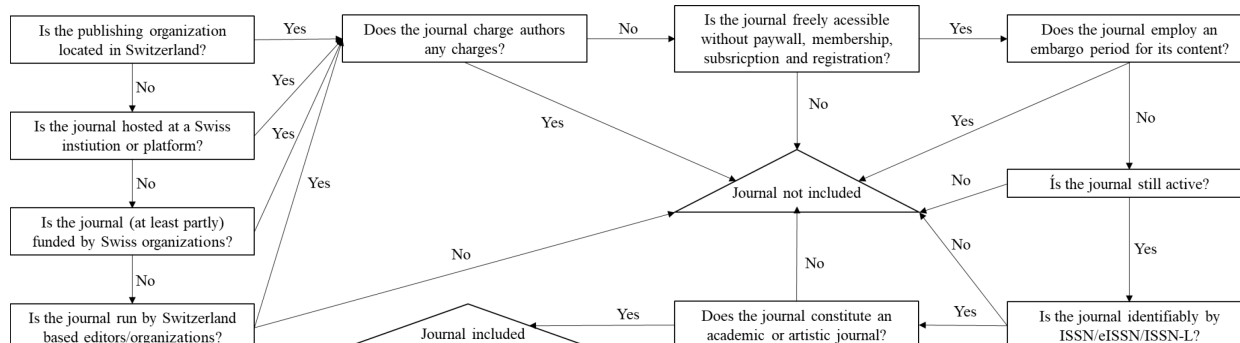 Is the publishing organization
located in Switzerland?
Yes
Does the journal charge authors
any charges?
No
Is the journal freely acessible
without paywall, membership,
subsricption and registration?
Yes
Does the journal employ an
embargo period for its content?
No
Is the journal hosted at a Swiss
instiution or platform?
Yes
Yes
Yes
Yes
No
Yes
No
No
Is the journal (at least partly)
funded by Swiss organizations?
Journal not included
No
Ís the journal still active?
No
No
No
Yes
No
Is the journal run by Switzerland
based editors/organizations?
Journal included
Yes
Does the journal constitute an
academic or artistic journal?
Yes
Is the journal identifiably by
ISSN/eISSN/ISSN-L?